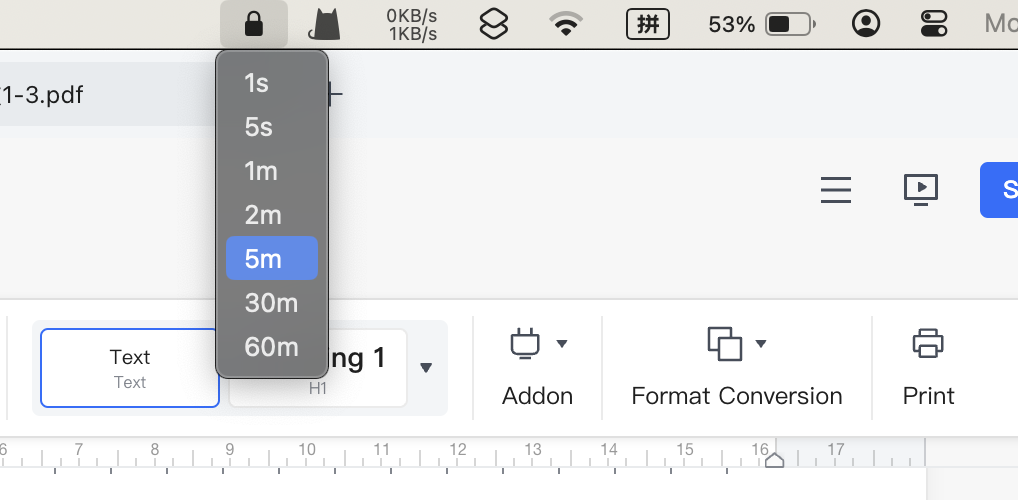 0KB/s
1KB/s
拼
53%
Mo
1-3.pdf
1s
5s
1m
2m
5m
30m
60m
S
Text
Text
ing 1
H1
Addon
Format Conversion
Print
6 7 8 9 10 11 12 13 14 15 16 17